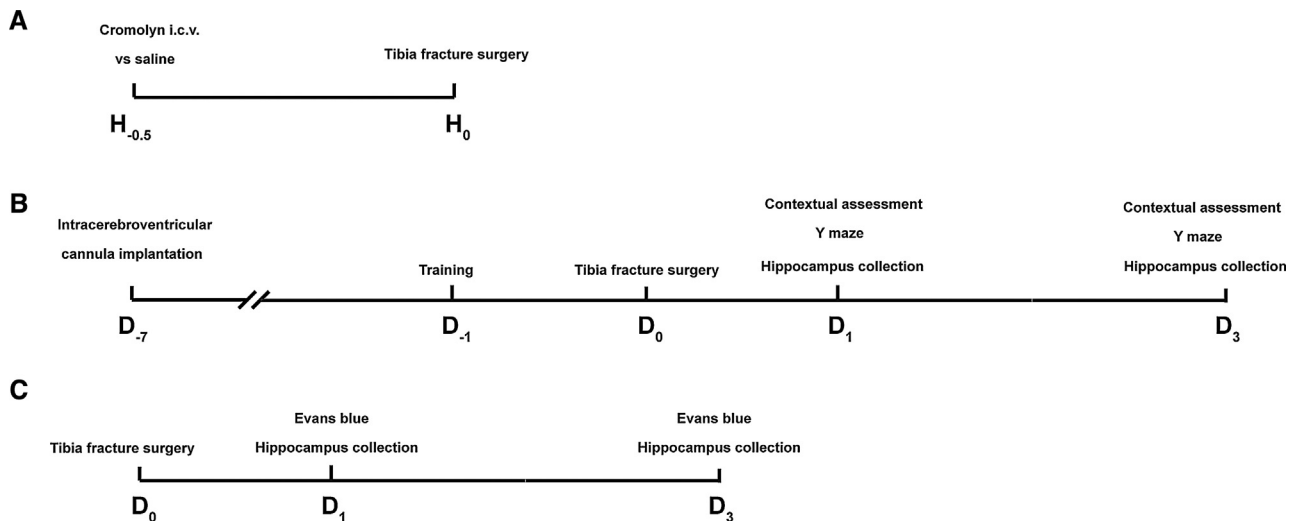 A
Cromolyn i.c.v.
vs saline
Tibia fracture surgery
H-0.5
H0
B
Intracerebroventricular
cannula implantation
Training
Tibia fracture surgery
Contextual assessment
Y maze
Hippocampus collection
Contextual assessment
Y maze
Hippocampus collection
D-7
D-1
D0
D1
D3
C
Tibia fracture surgery
Evans blue
Hippocampus collection
Evans blue
Hippocampus collection
D0
D1
D3